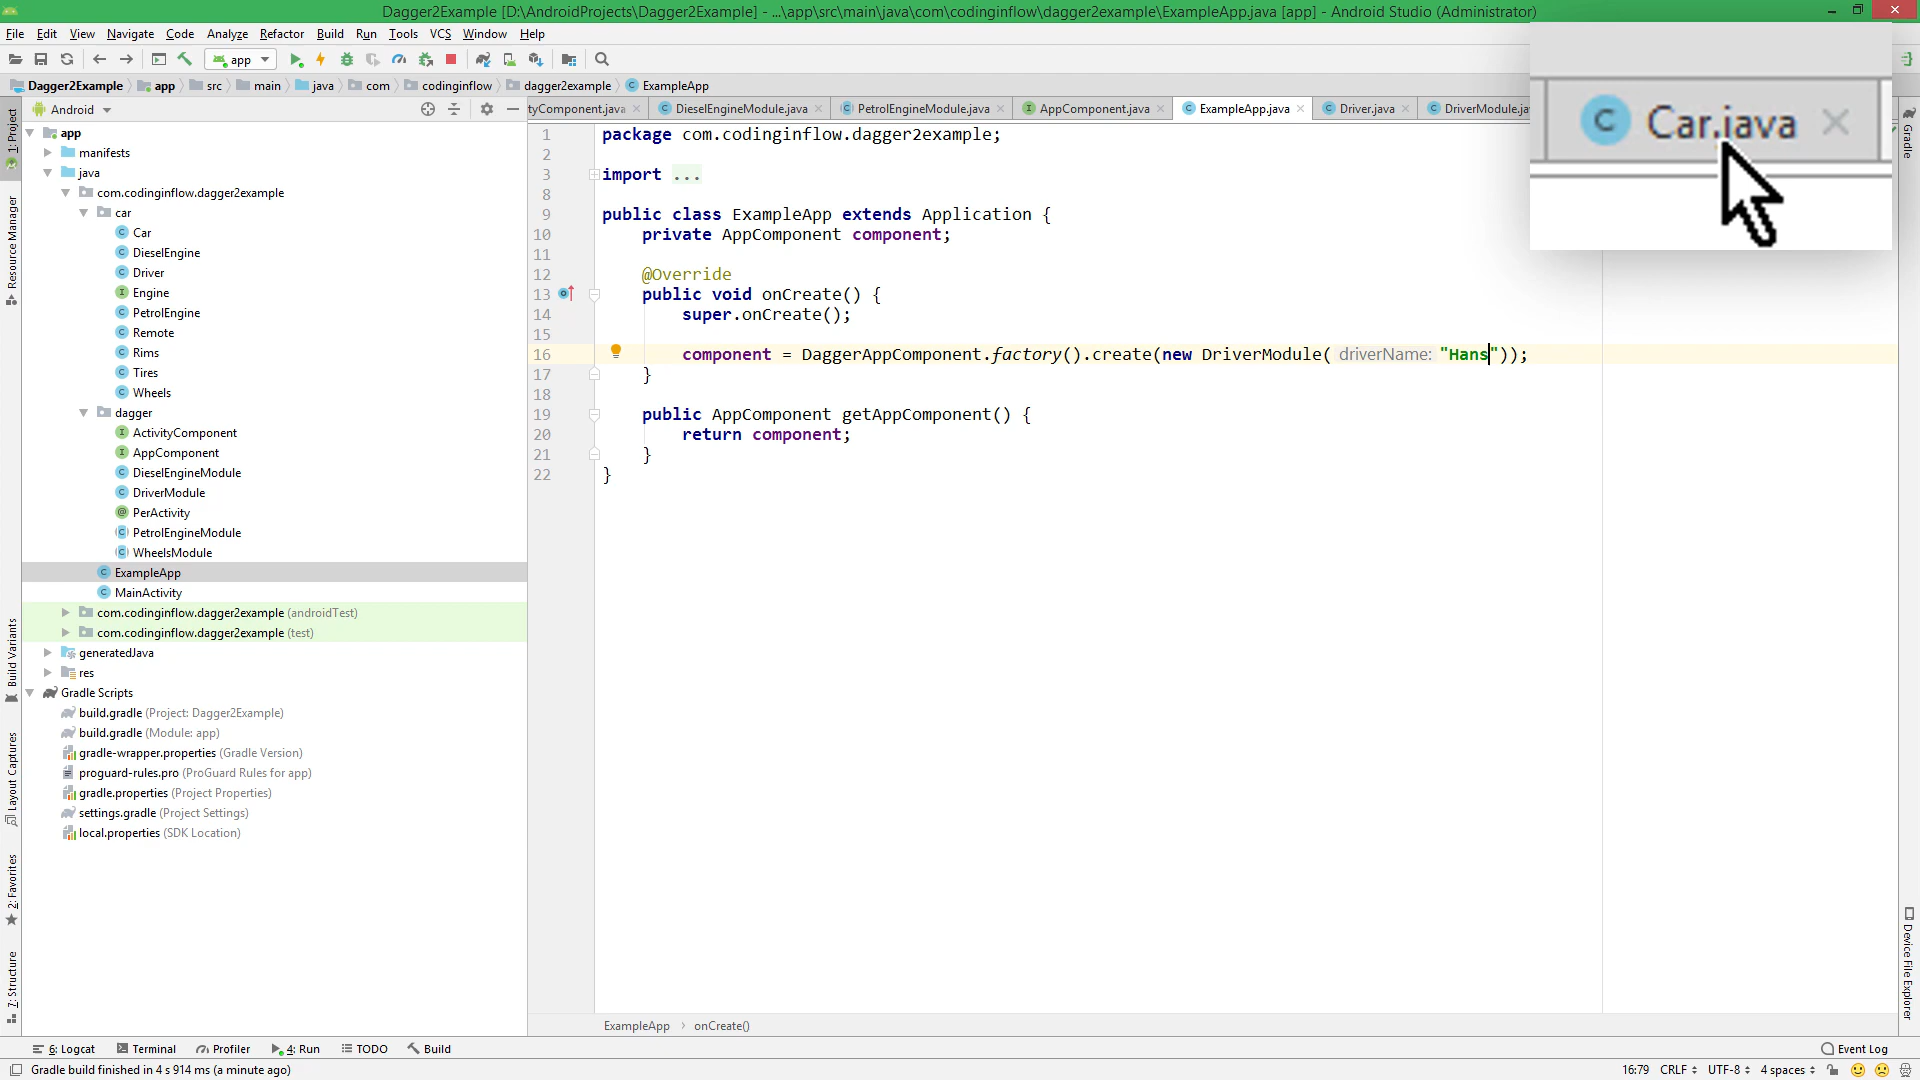 Dagger2Example [D:\AndroidProjects\Dagger2Example] - ...\app\src\main\java\com\codinginflow\dagger2example\ExampleApp.java [app] - Android Studio (Administrator)
File Edit View Navigate Code Analyze Refactor Build Run Tools VCS Window Help
app
Dagger2Example app src main java com codinginflow dagger2example ExampleApp
Android
tyComponent.java DieselEngineModule.java PetrolEngineModule.java AppComponent.java ExampleApp.java Driver.java DriverModule.ja
Car.java
1: Project
Resource Manager
Build Variants
Layout Captures
2: Favorites
7: Structure
app
manifests
java
com.codinginflow.dagger2example
car
Car
DieselEngine
Driver
Engine
PetrolEngine
Remote
Rims
Tires
Wheels
dagger
ActivityComponent
AppComponent
DieselEngineModule
DriverModule
PerActivity
PetrolEngineModule
WheelsModule
ExampleApp
MainActivity
com.codinginflow.dagger2example (androidTest)
com.codinginflow.dagger2example (test)
generatedJava
res
Gradle Scripts
build.gradle (Project: Dagger2Example)
build.gradle (Module: app)
gradle-wrapper.properties (Gradle Version)
proguard-rules.pro (ProGuard Rules for app)
gradle.properties (Project Properties)
settings.gradle (Project Settings)
local.properties (SDK Location)
1 package com.codinginflow.dagger2example;
2
3 import ...
8
9 public class ExampleApp extends Application {
10 private AppComponent component;
11
12 @Override
13 public void onCreate() {
14 super.onCreate();
15
16 component = DaggerAppComponent.factory().create(new DriverModule( driverName: "Hans"));
17 }
18
19 public AppComponent getAppComponent() {
20 return component;
21 }
22 }
Gradle
Device File Explorer
ExampleApp › onCreate()
6: Logcat Terminal Profiler 4: Run TODO Build Event Log
Gradle build finished in 4 s 914 ms (a minute ago) 16:79 CRLF UTF-8 4 spaces